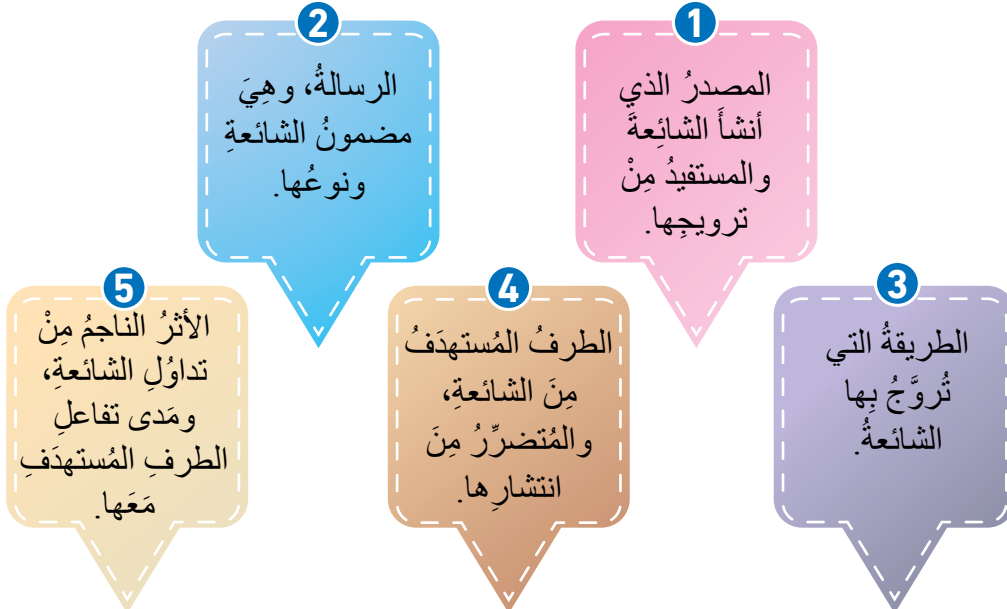 1
المصدرُ الذي
أنشأَ الشائِعةَ
والمستفيدُ مِنْ
ترويجِها.
2
الرسالةُ، وهِيَ
مضمونُ الشائعةِ
ونوعُها.
3
الطريقةُ التي
تُروَّجُ بِها
الشائعةُ.
4
الطرفُ المُستهدَفُ
مِنَ الشائعةِ،
والمُتضرِّرُ مِنَ
انتشارِها.
5
الأثرُ الناجمُ مِنْ
تداوُلِ الشائعةِ،
ومَدى تفاعلِ
الطرفِ المُستهدَفِ
مَعَها.